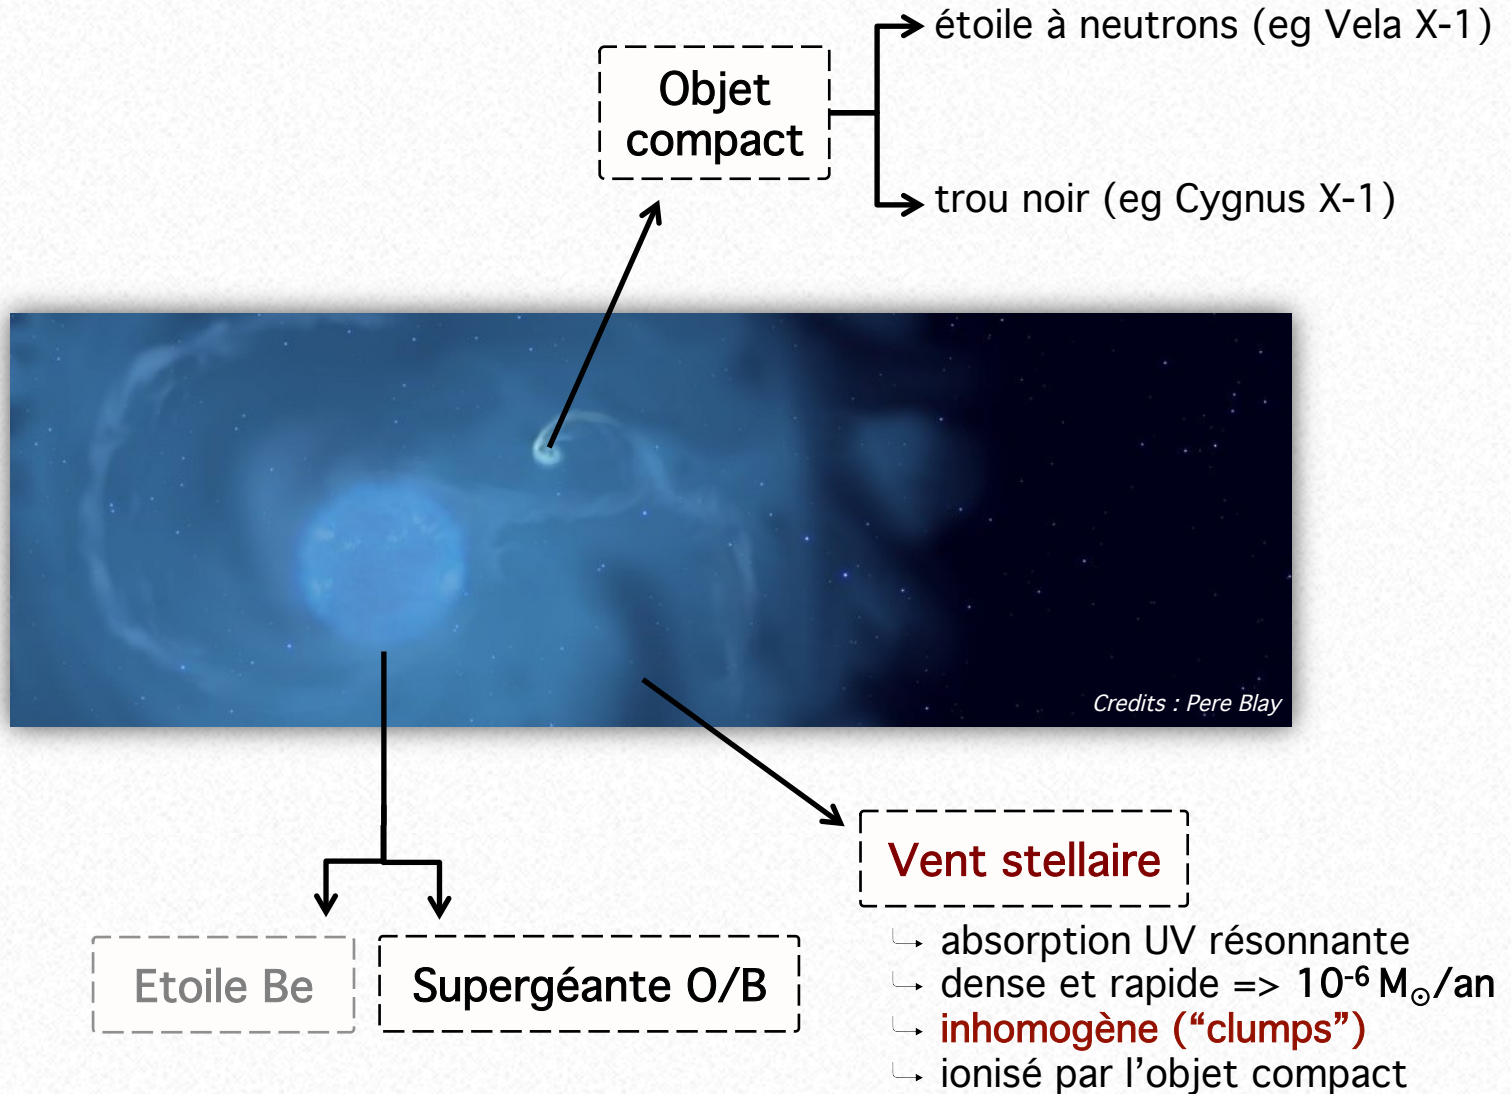 étoile à neutrons (eg Vela X-1)
Objet
compact
trou noir (eg Cygnus X-1)
Credits : Pere Blay
Vent stellaire
Etoile Be
Supergéante O/B
absorption UV résonnante
dense et rapide => 10⁻⁶ M☉/an
inhomogène (“clumps”)
ionisé par l’objet compact